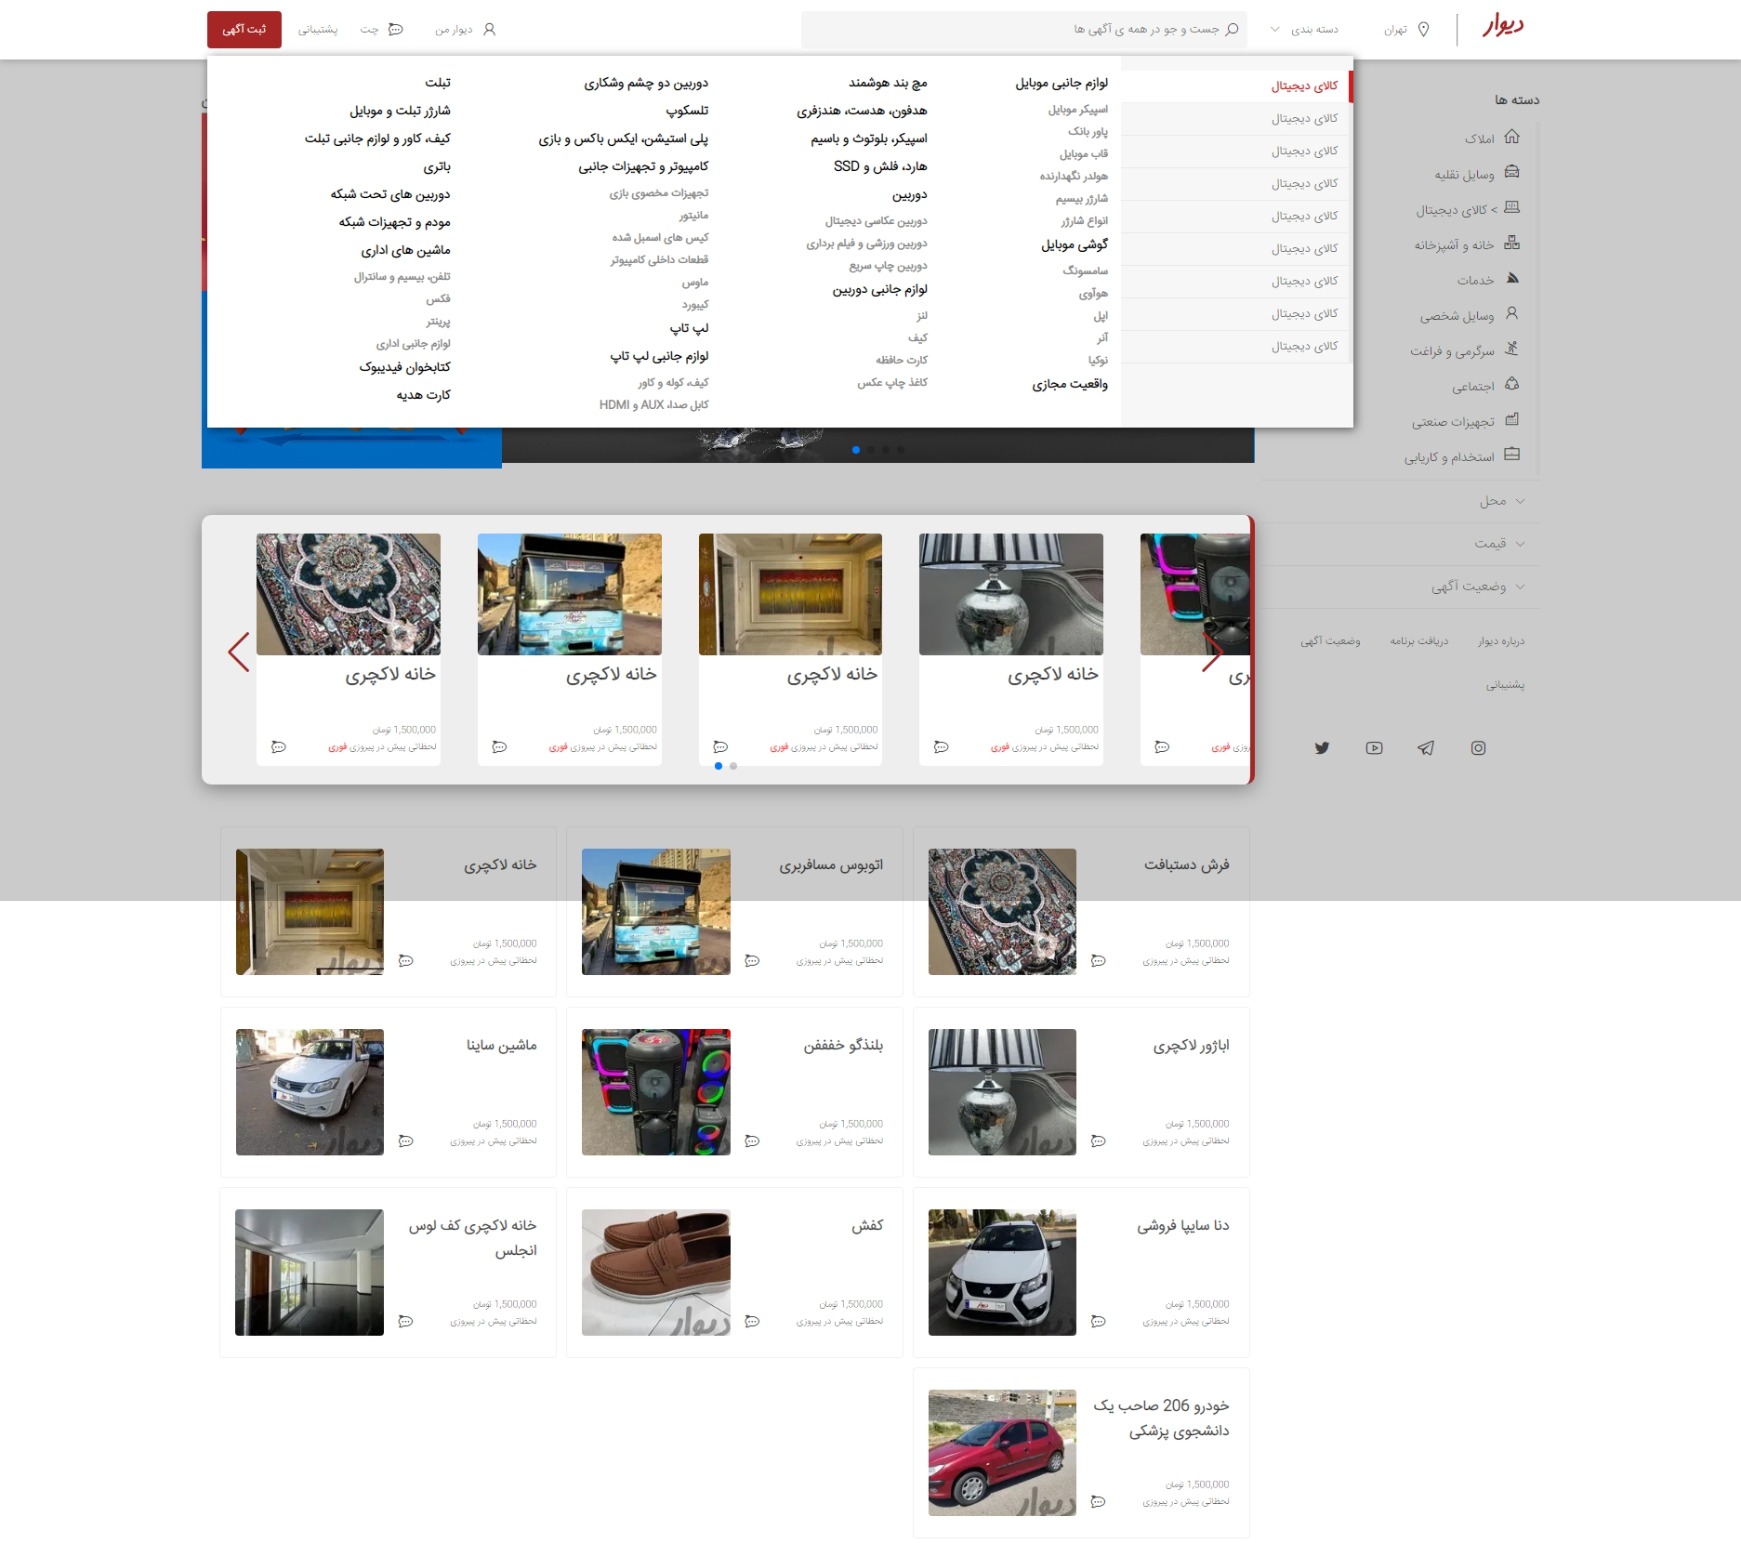 دیوار
تهران
دسته بندی
جست و جو در همه ی آگهی ها
دیوار من
چت
پشتیبانی
ثبت آگهی
کالای دیجیتال
کالای دیجیتال
کالای دیجیتال
کالای دیجیتال
کالای دیجیتال
کالای دیجیتال
کالای دیجیتال
کالای دیجیتال
کالای دیجیتال
لوازم جانبی موبایل
اسپیکر موبایل
پاور بانک
قاب موبایل
هولدر نگهدارنده
شارژر بیسیم
انواع شارژر
گوشی موبایل
سامسونگ
هوآوی
اپل
آنر
نوکیا
واقعیت مجازی
مچ بند هوشمند
هدفون، هدست، هندزفری
اسپیکر، بلوتوث و باسیم
هارد، فلش و SSD
دوربین
دوربین عکاسی دیجیتال
دوربین ورزشی و فیلم برداری
دوربین چاپ سریع
لوازم جانبی دوربین
لنز
کیف
کارت حافظه
کاغذ چاپ عکس
دوربین دو چشم وشکاری
تلسکوپ
پلی استیشن، ایکس باکس و بازی
کامپیوتر و تجهیزات جانبی
تجهیزات مخصوص بازی
مانیتور
کیس های اسمبل شده
قطعات داخلی کامپیوتر
ماوس
کیبورد
لپ تاپ
لوازم جانبی لپ تاپ
کیف، کوله و کاور
کابل صدا، AUX و HDMI
تبلت
شارژر تبلت و موبایل
کیف، کاور و لوازم جانبی تبلت
باتری
دوربین های تحت شبکه
مودم و تجهیزات شبکه
ماشین های اداری
تلفن، بیسیم و سانترال
فکس
پرینتر
لوازم جانبی اداری
کتابخوان فیدیبوک
کارت هدیه
دسته ها
املاک
وسایل نقلیه
> کالای دیجیتال
خانه و آشپزخانه
خدمات
وسایل شخصی
سرگرمی و فراغت
اجتماعی
تجهیزات صنعتی
استخدام و کاریابی
محل
قیمت
وضعیت آگهی
درباره دیوار
دریافت برنامه
وضعیت آگهی
پشتیبانی
ری
وزی فوری
خانه لاکچری
1,500,000 تومان
لحظاتی پیش در پیروزی فوری
خانه لاکچری
1,500,000 تومان
لحظاتی پیش در پیروزی فوری
خانه لاکچری
1,500,000 تومان
لحظاتی پیش در پیروزی فوری
خانه لاکچری
1,500,000 تومان
لحظاتی پیش در پیروزی فوری
فرش دستبافت
1,500,000 تومان
لحظاتی پیش در پیروزی
اتوبوس مسافربری
1,500,000 تومان
لحظاتی پیش در پیروزی
دیوار
خانه لاکچری
1,500,000 تومان
لحظاتی پیش در پیروزی
دیوار
اباژور لاکچری
1,500,000 تومان
لحظاتی پیش در پیروزی
دیوار
بلندگو خفففن
1,500,000 تومان
لحظاتی پیش در پیروزی
دیوار
ماشین ساینا
1,500,000 تومان
لحظاتی پیش در پیروزی
دیوار
دنا سایپا فروشی
1,500,000 تومان
لحظاتی پیش در پیروزی
کفش
1,500,000 تومان
لحظاتی پیش در پیروزی
دیوار
خانه لاکچری کف لوس
انجلس
1,500,000 تومان
لحظاتی پیش در پیروزی
خودرو 206 صاحب یک
دانشجوی پزشکی
1,500,000 تومان
لحظاتی پیش در پیروزی
دیوار